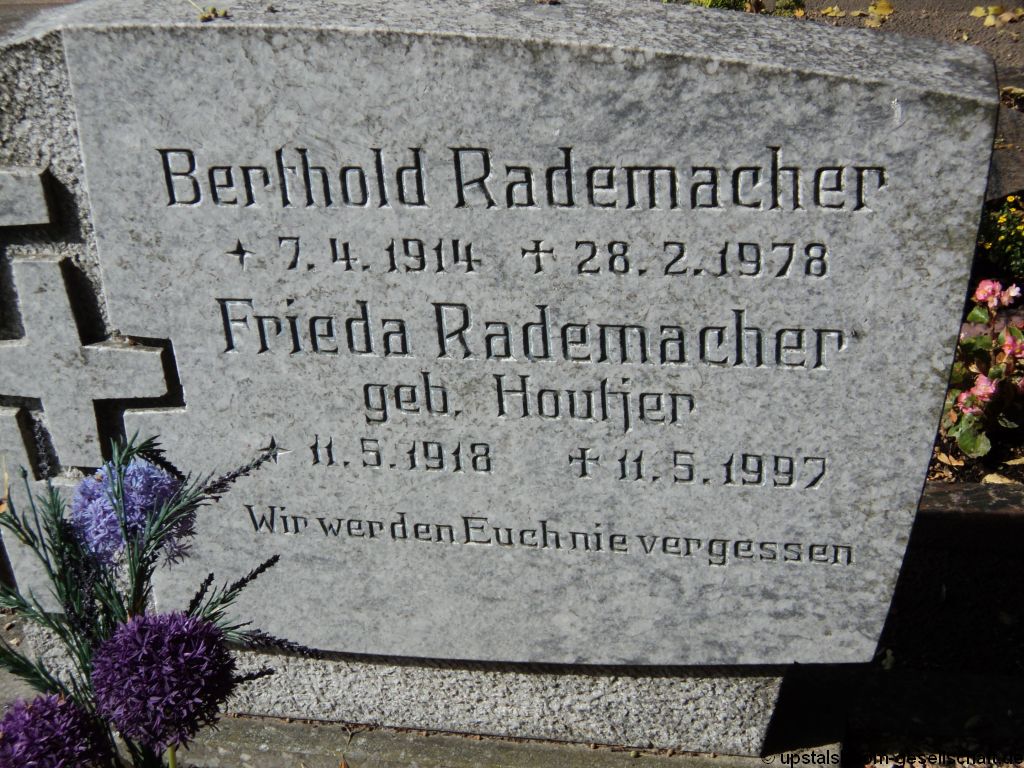 Berthold Rademacher
✦ 7. 4. 1914 ✝ 28. 2. 1978
Frieda Rademacher
geb. Houtjer
✦ 11. 5. 1918 ✝ 11. 5. 1997
Wir werden Euch nie vergessen